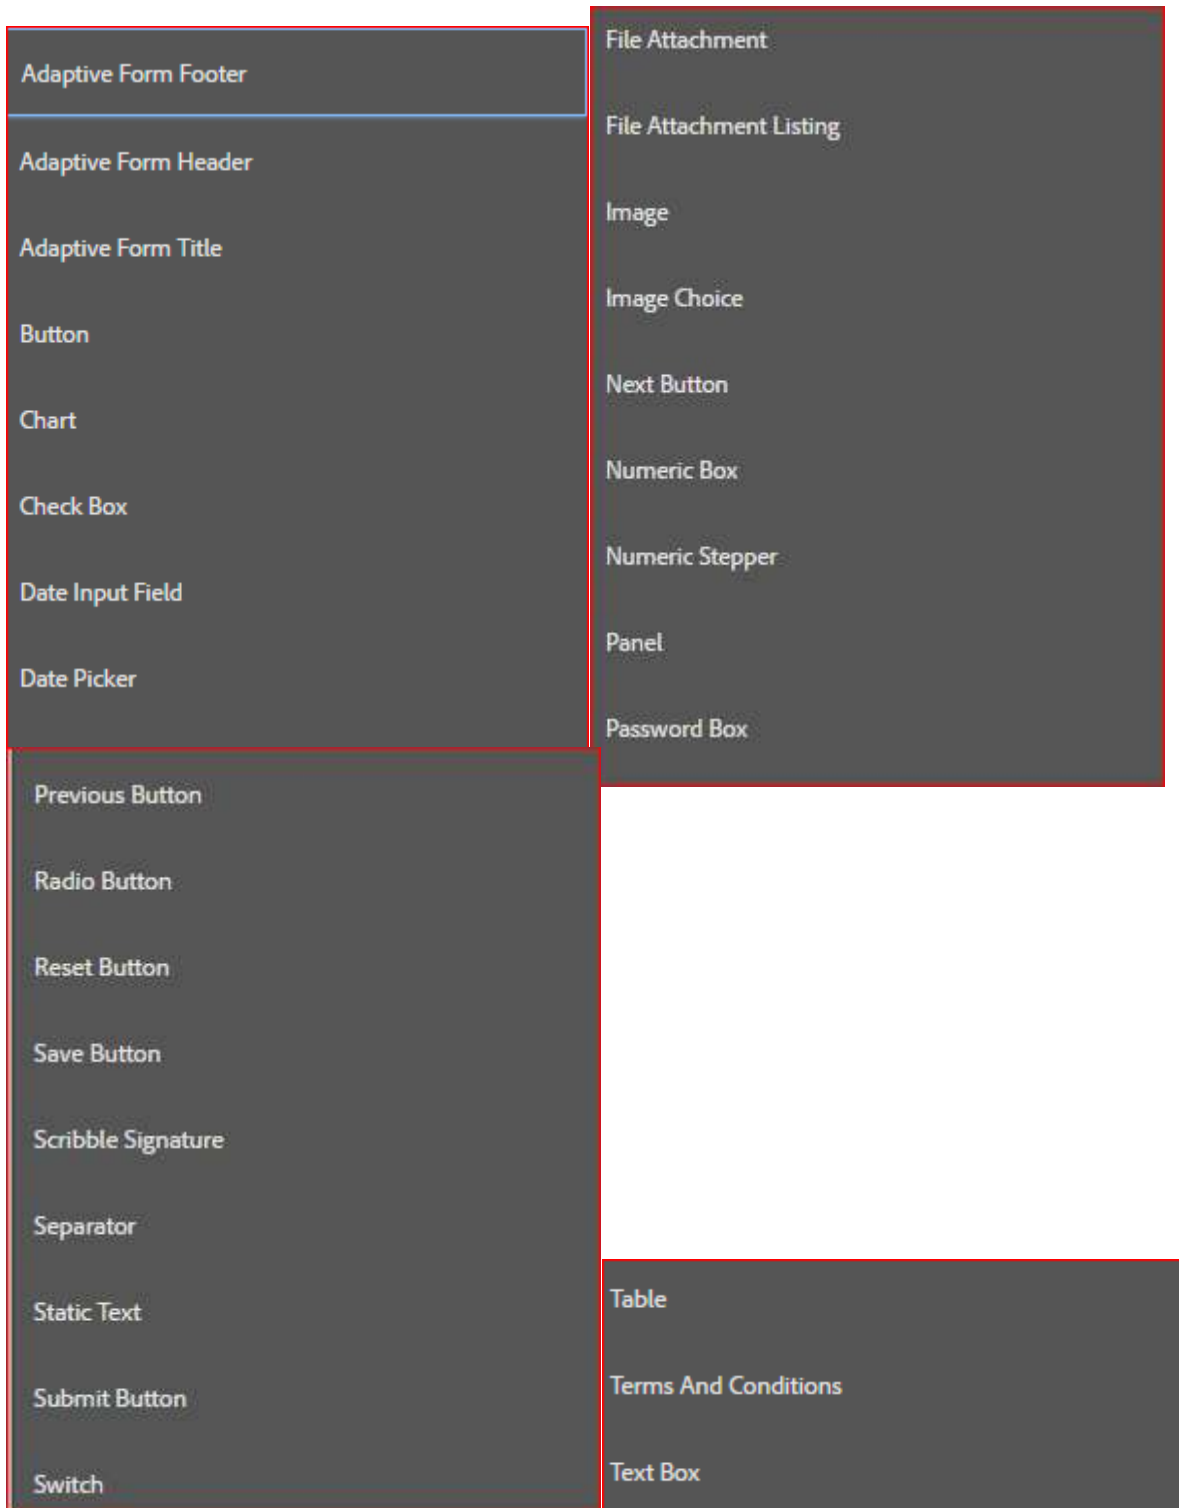 Adaptive Form Footer
Adaptive Form Header
Adaptive Form Title
Button
Chart
Check Box
Date Input Field
Date Picker
File Attachment
File Attachment Listing
Image
Image Choice
Next Button
Numeric Box
Numeric Stepper
Panel
Password Box
Previous Button
Radio Button
Reset Button
Save Button
Scribble Signature
Separator
Static Text
Submit Button
Switch
Table
Terms And Conditions
Text Box